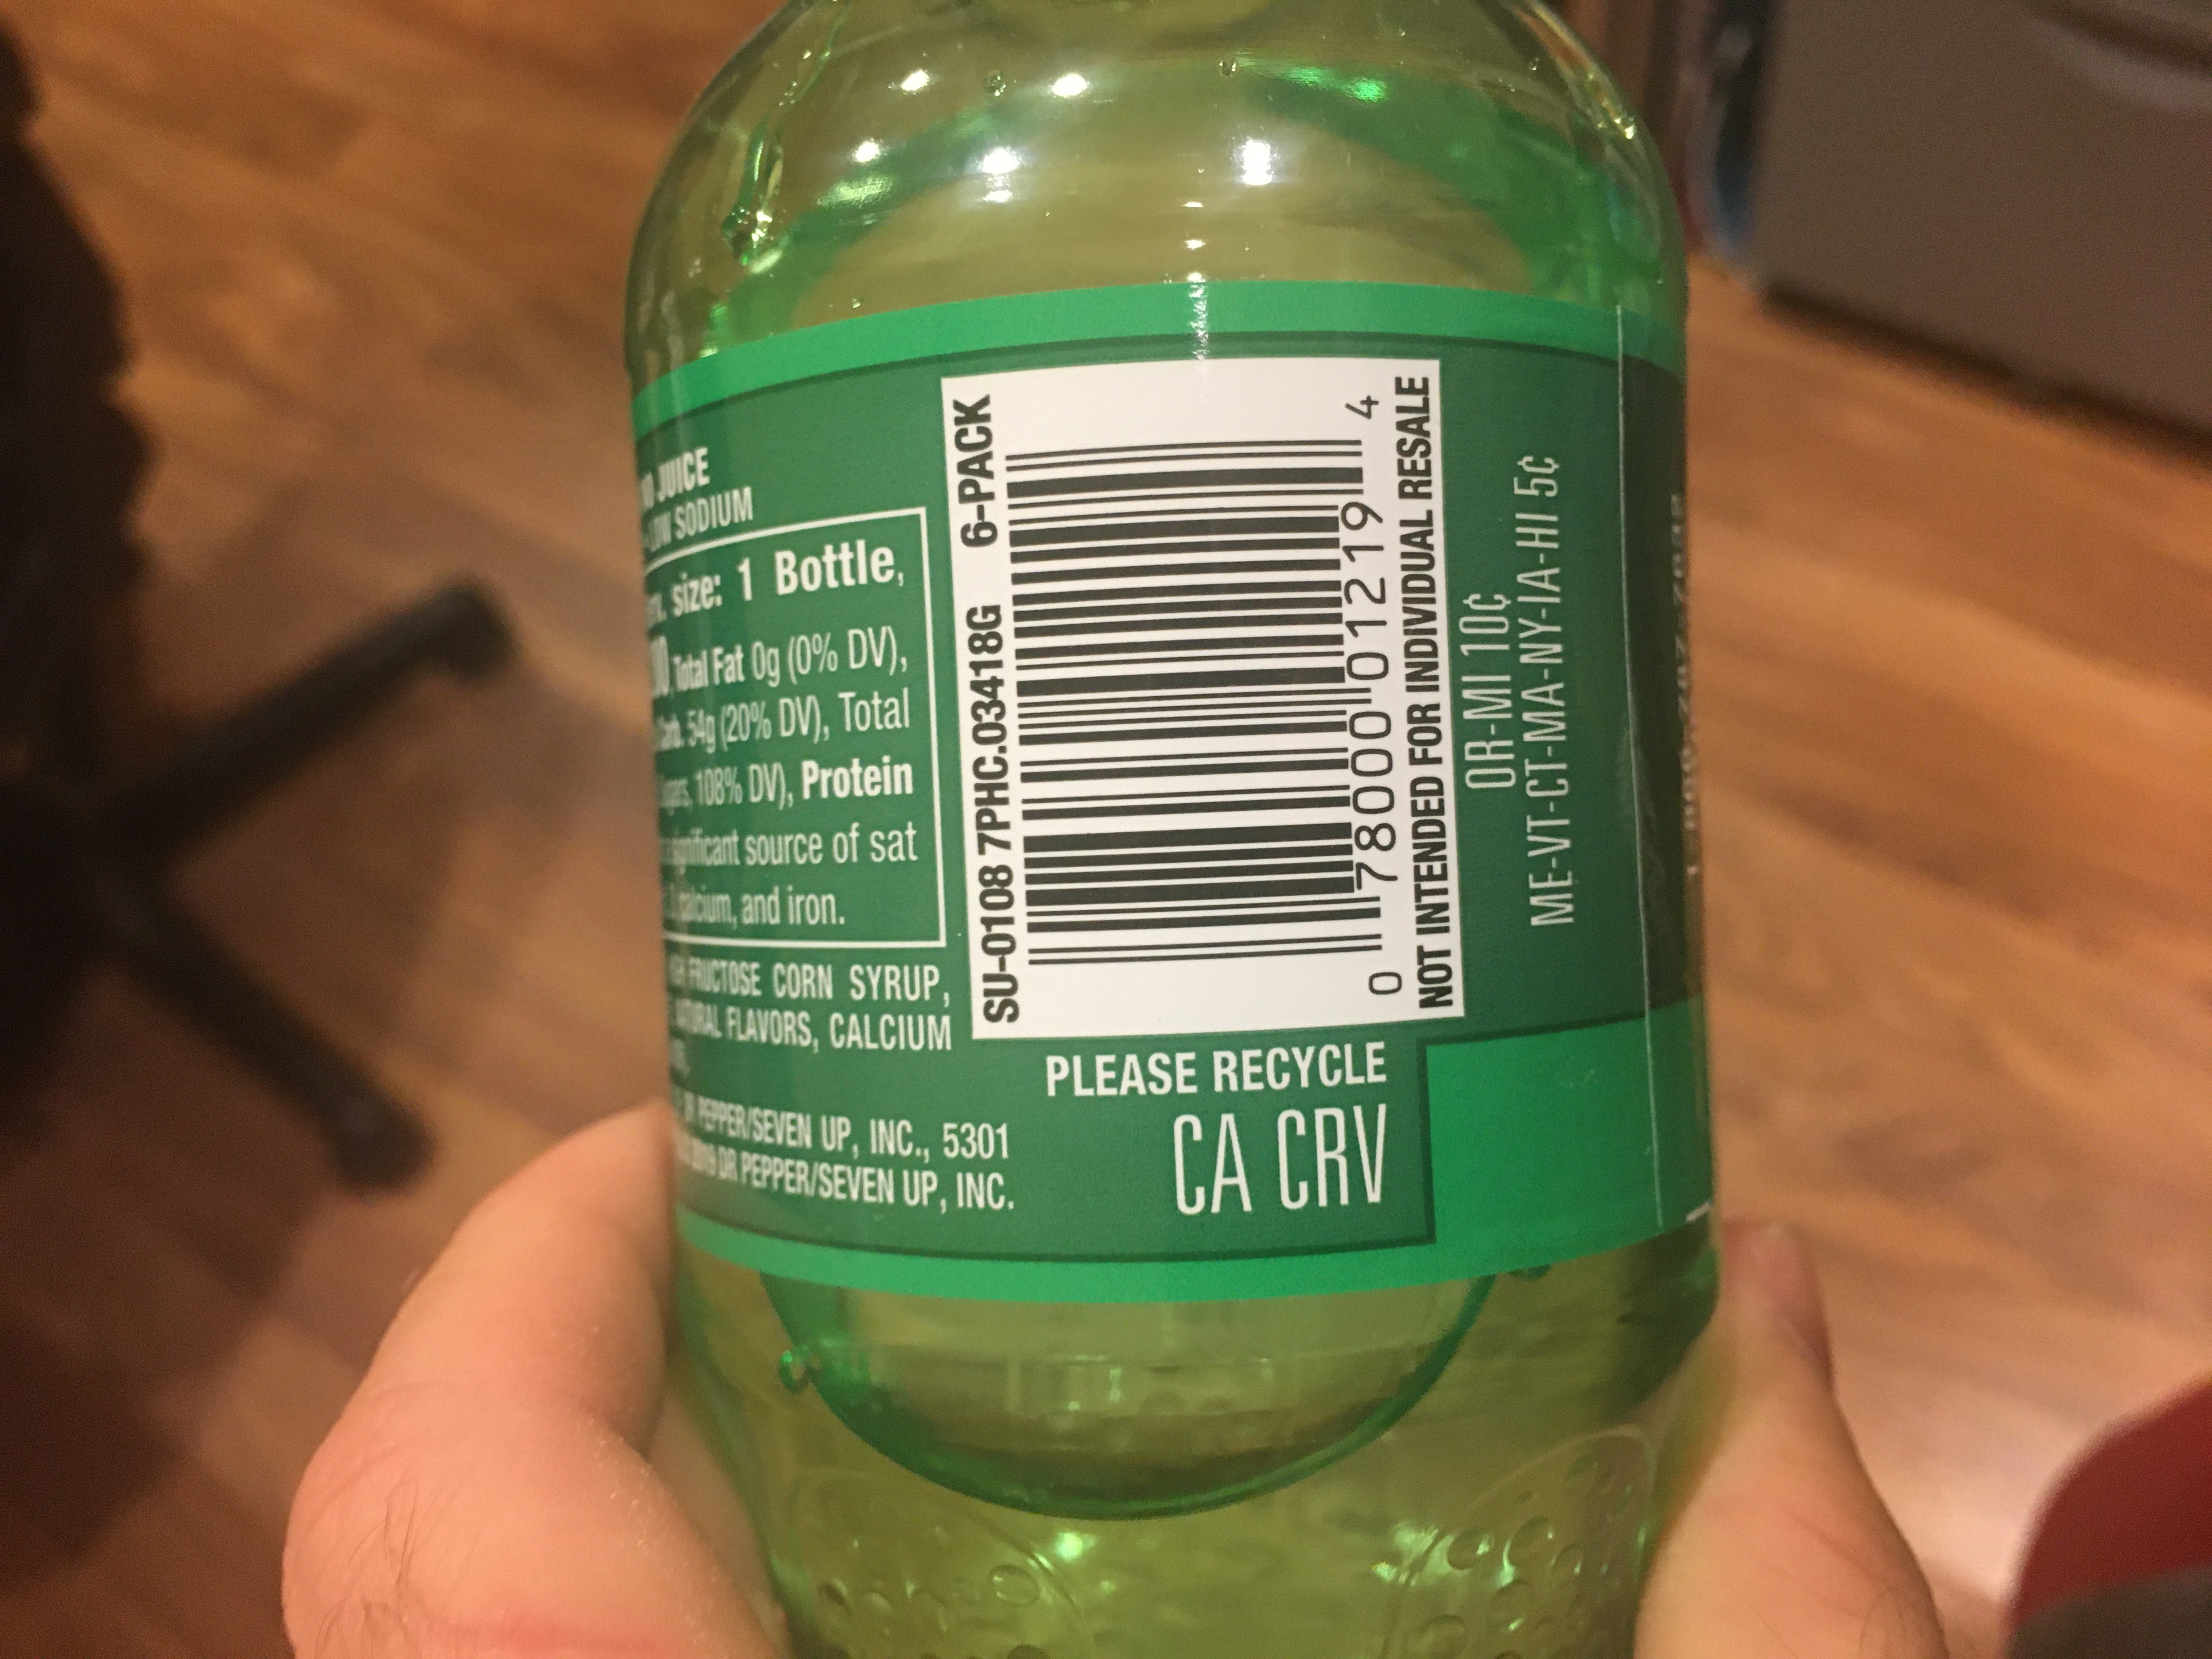 JUICE
SODIUM
size: 1 Bottle,
Total Fat 0g (0% DV),
54g (20% DV), Total
108% DV), Protein
significant source of sat
and iron.
FRUCTOSE CORN SYRUP,
FLAVORS, CALCIUM
PEPPER/SEVEN UP, INC., 5301
DR PEPPER/SEVEN UP, INC.
SU-0108 7PHC.03418G 6-PACK
0 78000 01219 4
NOT INTENDED FOR INDIVIDUAL RESALE
PLEASE RECYCLE
CA CRV
OR-MI 10¢
ME-VT-CT-MA-NY-IA-HI 5¢